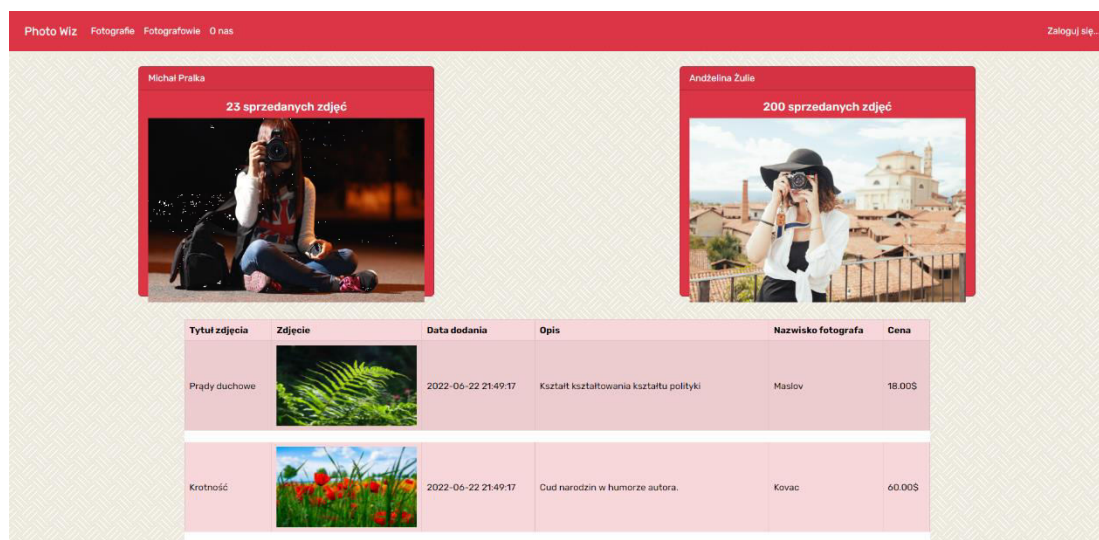 Photo Wiz Fotografie Fotografowie O nas Zaloguj się...
Michał Pralka
23 sprzedanych zdjęć
Andżelina Żulie
200 sprzedanych zdjęć
Tytuł zdjęcia Zdjęcie Data dodania Opis Nazwisko fotografa Cena
Prądy duchowe 2022-06-22 21:49:17 Kształt kształtowania kształtu polityki Maslov 18.00$
Krotność 2022-06-22 21:49:17 Cud narodzin w humorze autora. Kovac 60.00$